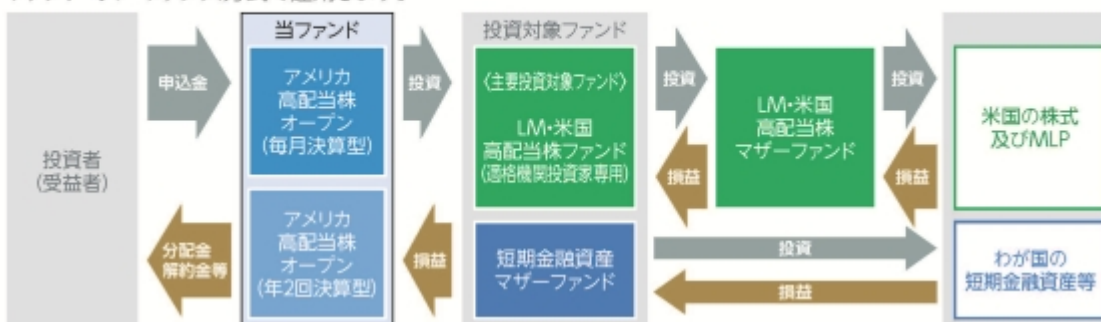 当ファンド
投資対象ファンド
申込金
アメリカ
高配当株
オープン
(毎月決算型)
投資
〈主要投資対象ファンド〉
LM・米国
高配当株ファンド
(適格機関投資家専用)
投資
損益
LM・米国
高配当株
マザーファンド
投資
損益
米国の株式
及びMLP
投資者
(受益者)
分配金
解約金等
アメリカ
高配当株
オープン
(年2回決算型)
損益
短期金融資産
マザーファンド
投資
損益
わが国の
短期金融資産等